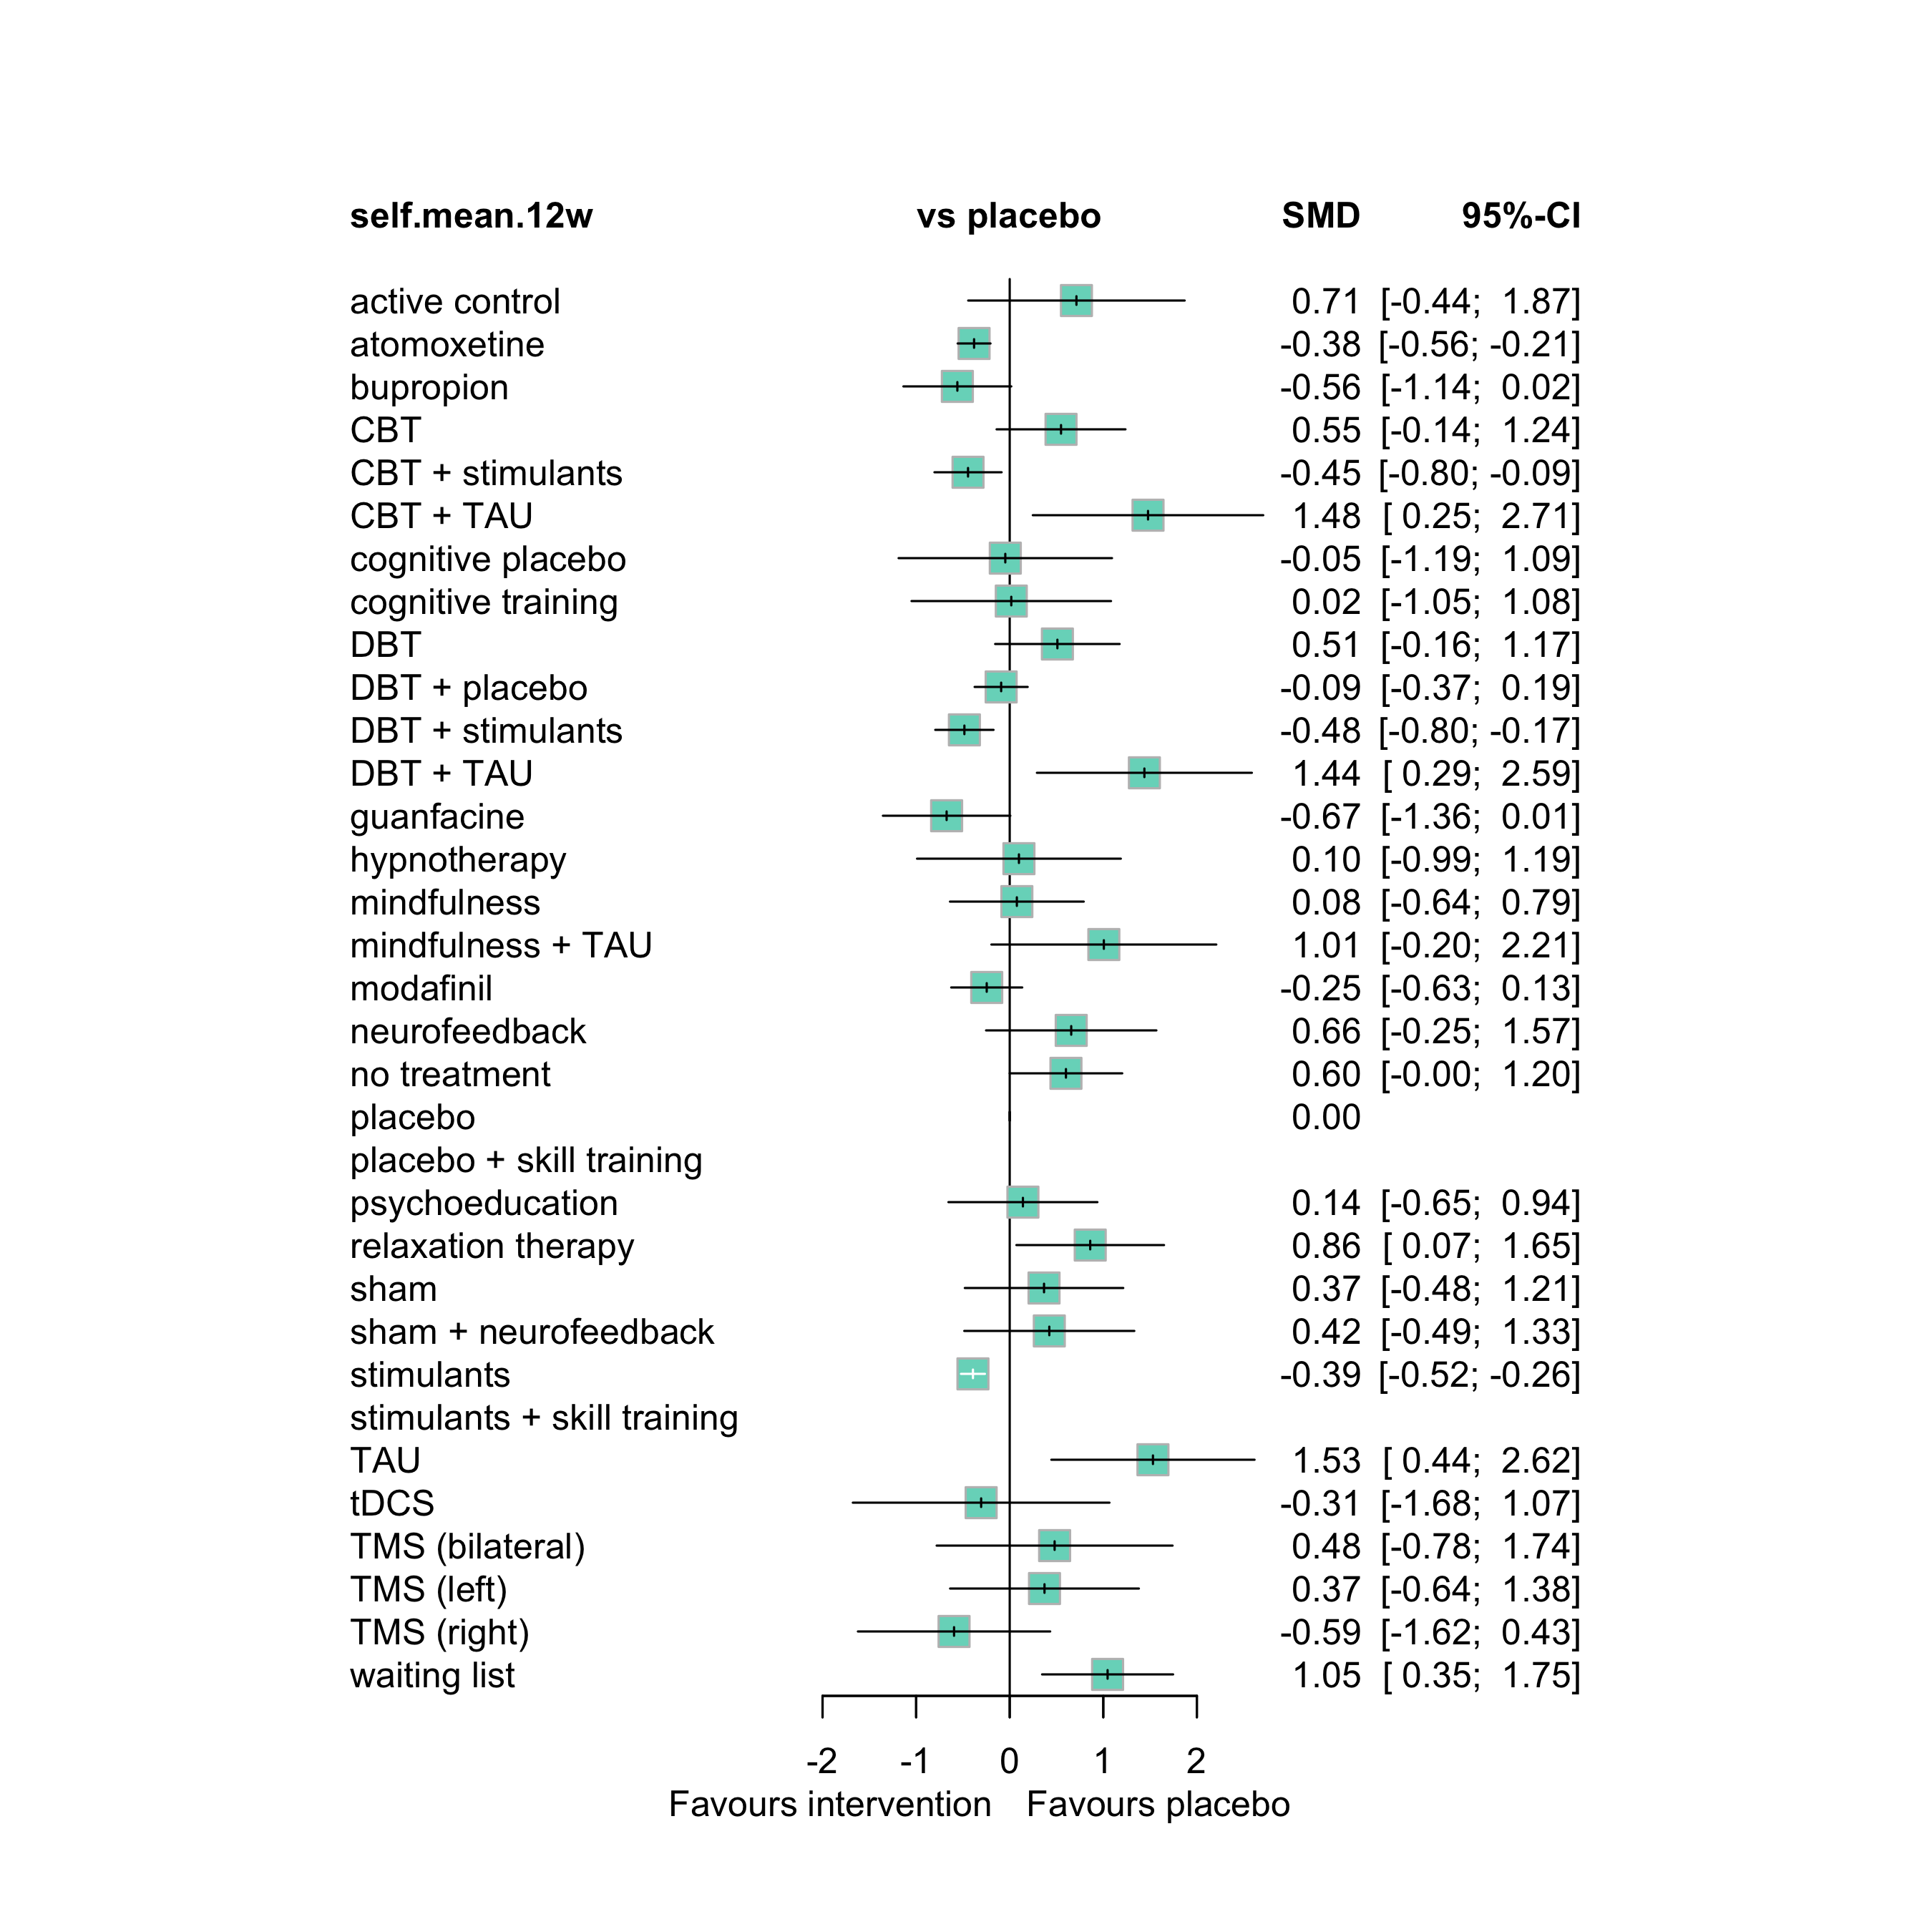 self.mean.12w vs placebo SMD 95%-CI
active control 0.71 [-0.44; 1.87]
atomoxetine -0.38 [-0.56; -0.21]
bupropion -0.56 [-1.14; 0.02]
CBT 0.55 [-0.14; 1.24]
CBT + stimulants -0.45 [-0.80; -0.09]
CBT + TAU 1.48 [ 0.25; 2.71]
cognitive placebo -0.05 [-1.19; 1.09]
cognitive training 0.02 [-1.05; 1.08]
DBT 0.51 [-0.16; 1.17]
DBT + placebo -0.09 [-0.37; 0.19]
DBT + stimulants -0.48 [-0.80; -0.17]
DBT + TAU 1.44 [ 0.29; 2.59]
guanfacine -0.67 [-1.36; 0.01]
hypnotherapy 0.10 [-0.99; 1.19]
mindfulness 0.08 [-0.64; 0.79]
mindfulness + TAU 1.01 [-0.20; 2.21]
modafinil -0.25 [-0.63; 0.13]
neurofeedback 0.66 [-0.25; 1.57]
no treatment 0.60 [-0.00; 1.20]
placebo 0.00
placebo + skill training
psychoeducation 0.14 [-0.65; 0.94]
relaxation therapy 0.86 [ 0.07; 1.65]
sham 0.37 [-0.48; 1.21]
sham + neurofeedback 0.42 [-0.49; 1.33]
stimulants -0.39 [-0.52; -0.26]
stimulants + skill training
TAU 1.53 [ 0.44; 2.62]
tDCS -0.31 [-1.68; 1.07]
TMS (bilateral) 0.48 [-0.78; 1.74]
TMS (left) 0.37 [-0.64; 1.38]
TMS (right) -0.59 [-1.62; 0.43]
waiting list 1.05 [ 0.35; 1.75]
-2 -1 0 1 2
Favours intervention Favours placebo